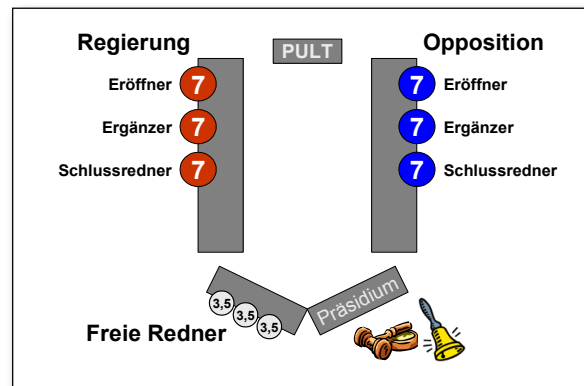 Regierung
PULT
Opposition
Eröffner 7
7 Eröffner
Ergänzer 7
7 Ergänzer
Schlussredner 7
7 Schlussredner
3,5
3,5
3,5
Präsidium
Freie Redner